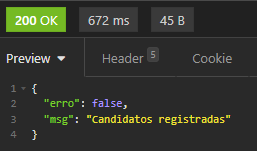 200 OK 672 ms 45 B
Preview Header 5 Cookie
1 {
2 "erro": false,
3 "msg": "Candidatos registradas"
4 }